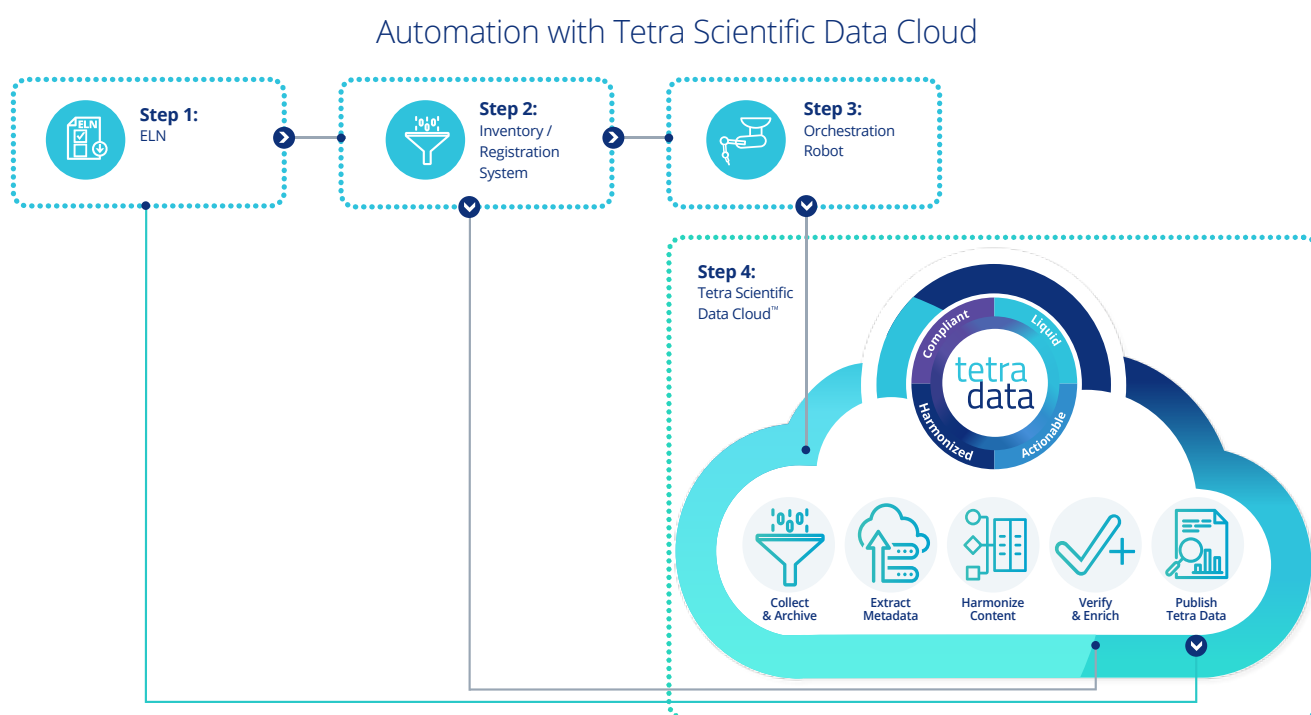 Automation with Tetra Scientific Data Cloud
Step 1:
ELN
ELN
Step 2:
Inventory /
Registration
System
Step 3:
Orchestration
Robot
Step 4:
Tetra Scientific
Data Cloud™
Compliant
Liquid
Harmonized
Actionable
tetra
data
Collect
& Archive
Extract
Metadata
Harmonize
Content
Verify
& Enrich
Publish
Tetra Data